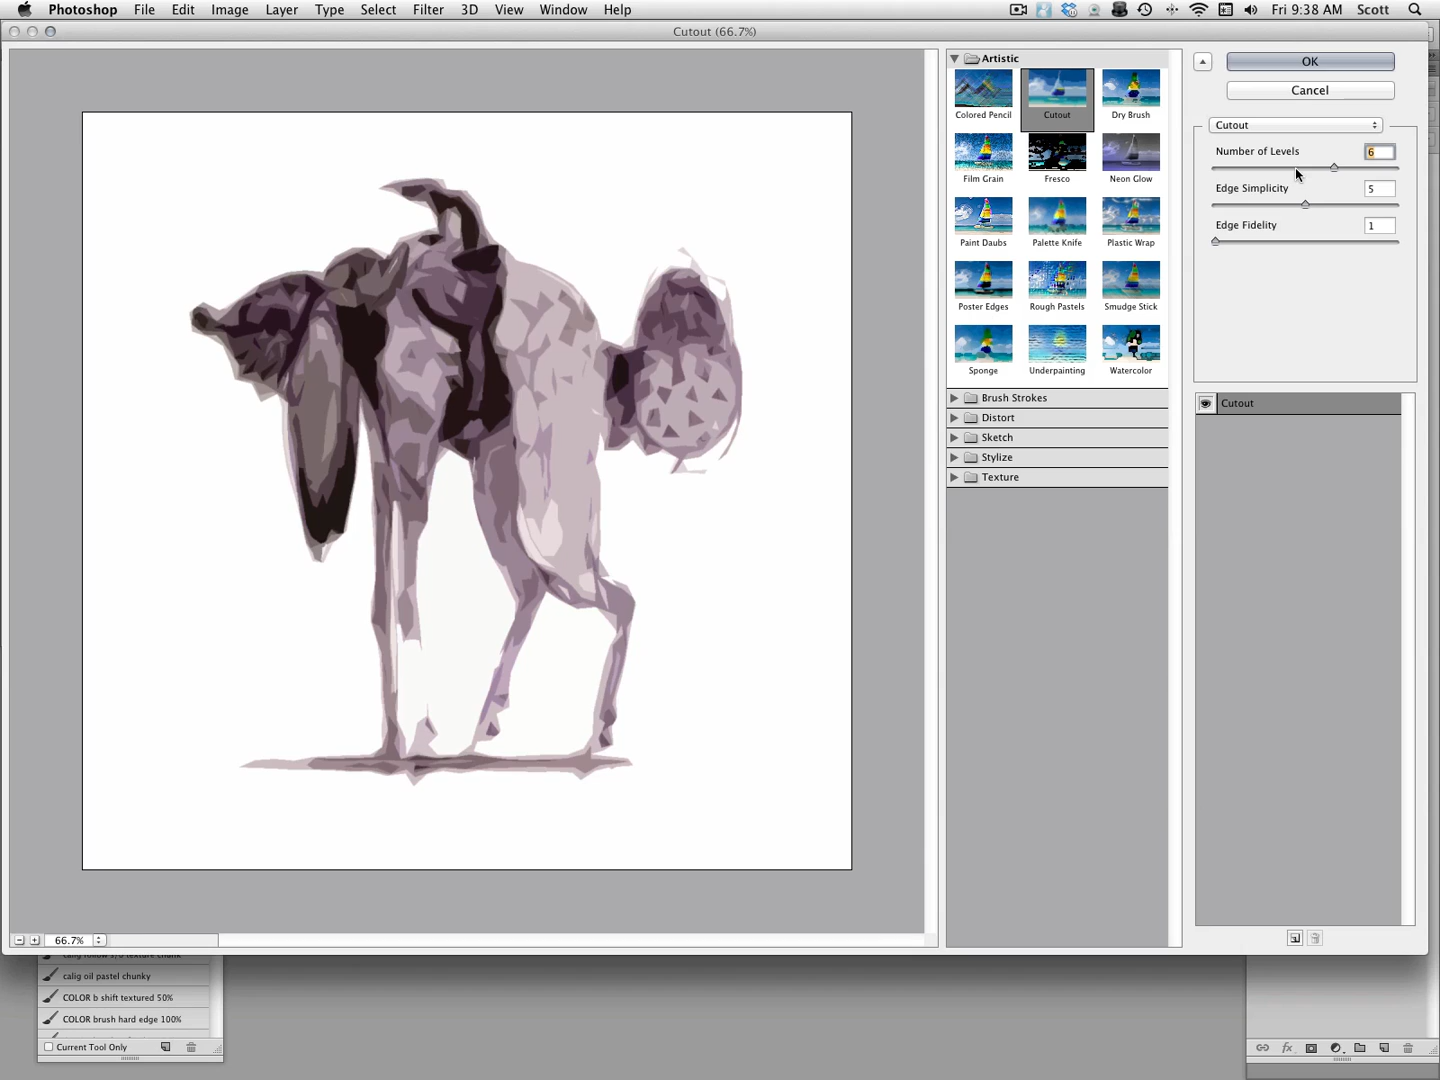 Photoshop File Edit Image Layer Type Select Filter 3D View Window Help Fri 9:38 AM Scott
Cutout (66.7%)
Artistic
Colored Pencil Cutout Dry Brush
Film Grain Fresco Neon Glow
Paint Daubs Palette Knife Plastic Wrap
Poster Edges Rough Pastels Smudge Stick
Sponge Underpainting Watercolor
Brush Strokes
Distort
Sketch
Stylize
Texture
OK
Cancel
Cutout
Number of Levels 6
Edge Simplicity 5
Edge Fidelity 1
Cutout
66.7%
calig oil pastel chunky
COLOR b shift textured 50%
COLOR brush hard edge 100%
Current Tool Only
fx